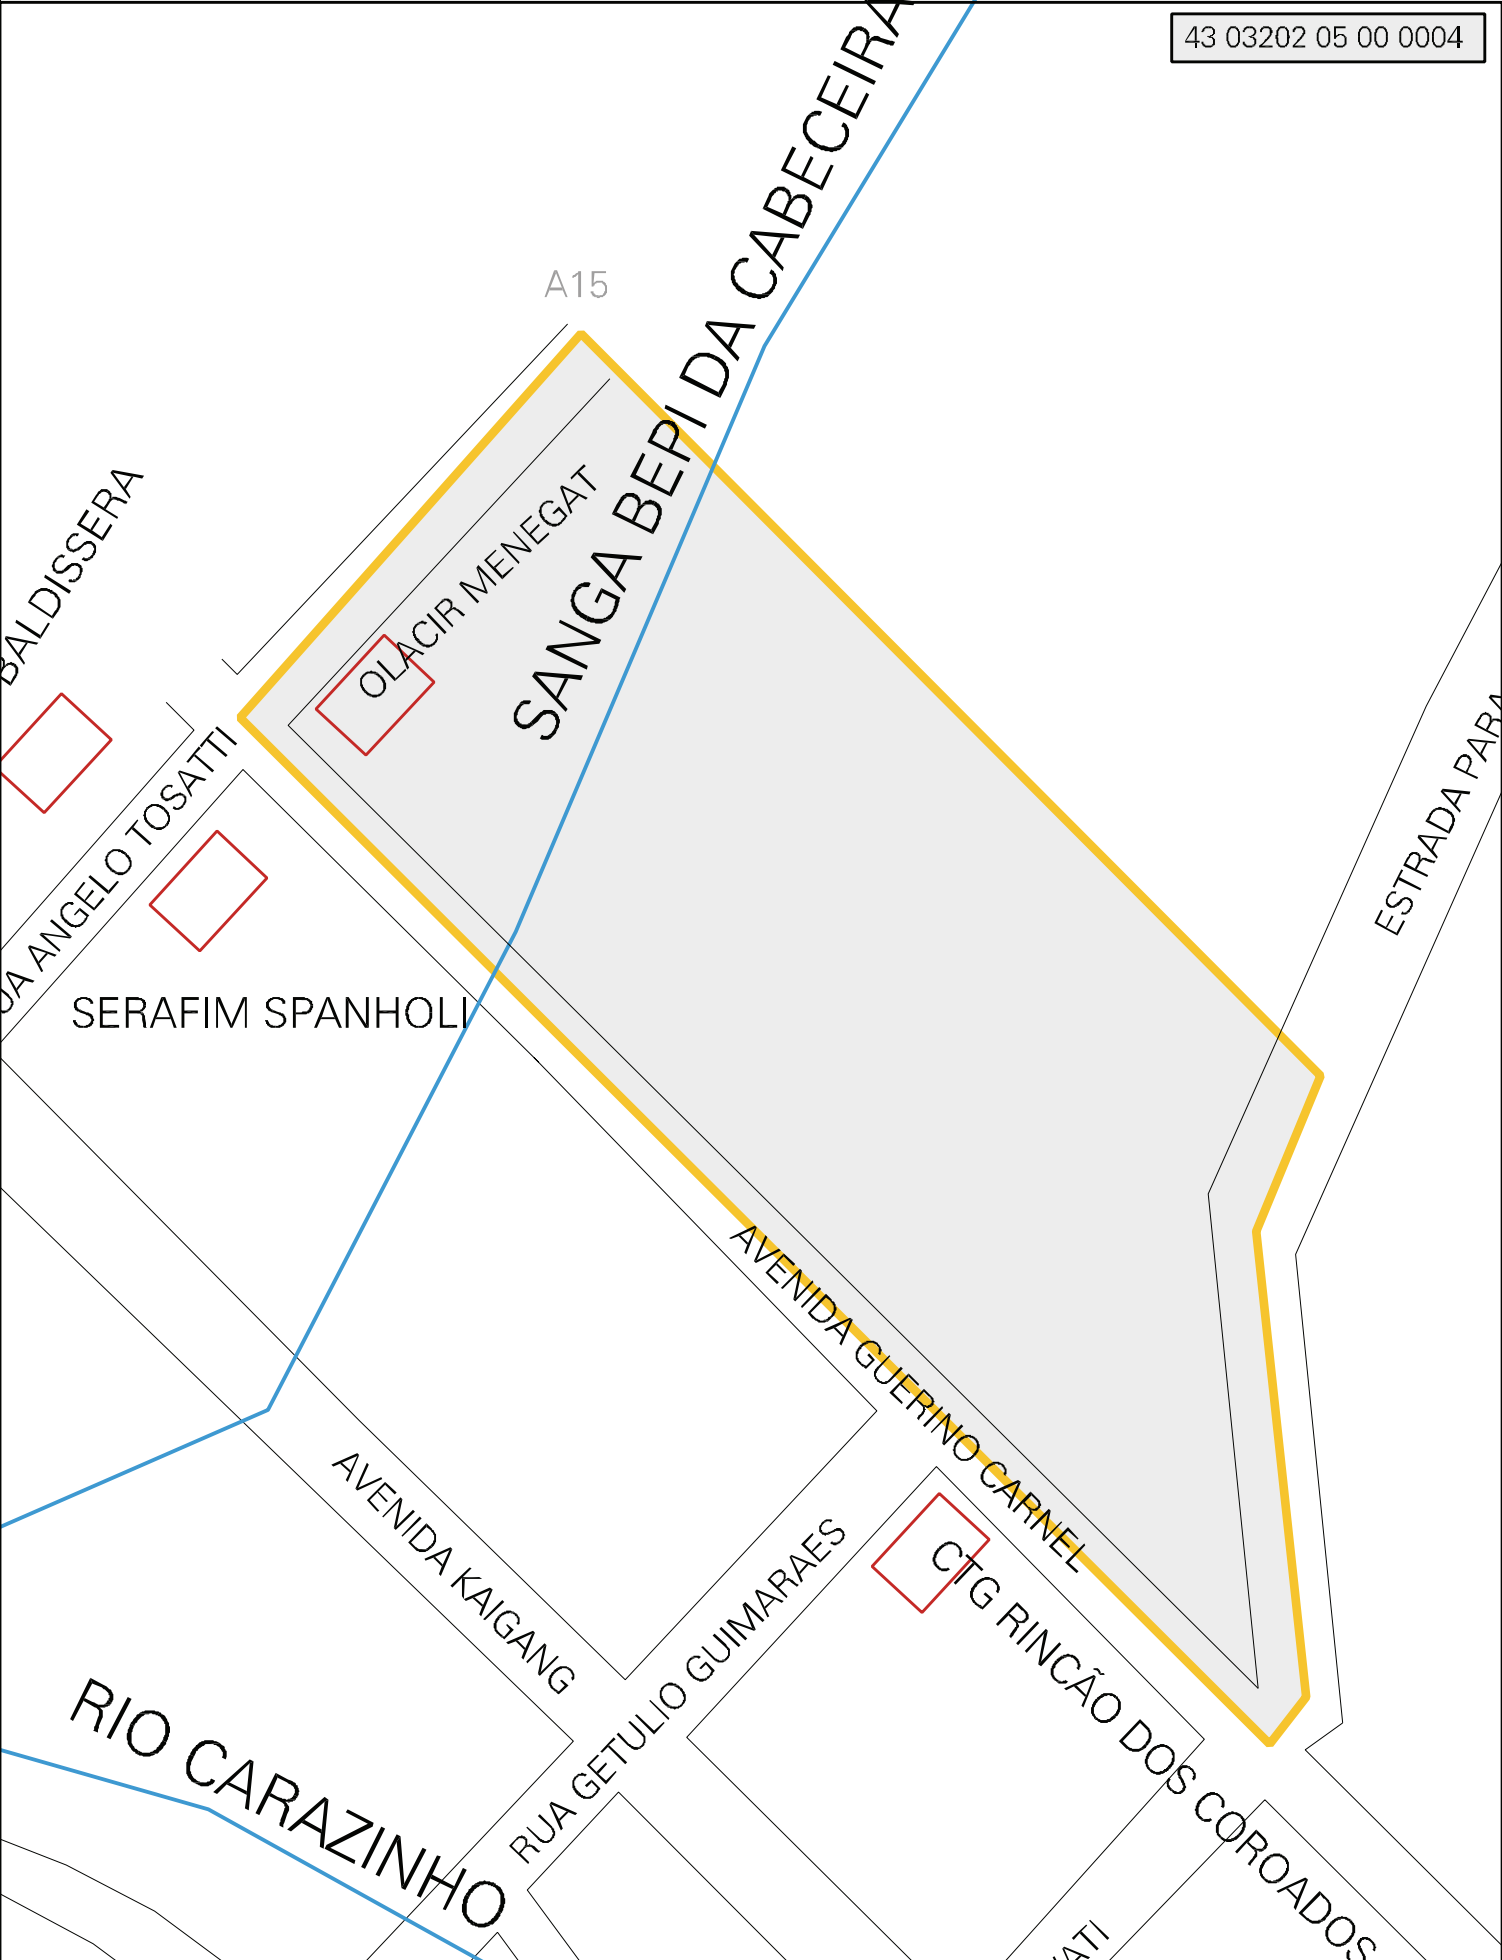 43 03202 05 00 0004
SANGA BEPI DA CABECEIRA
A15
OLACIR MENEGAT
BALDISSERA
ANGELO TOSATTI
ESTRADA PARA
SERAFIM SPANHOLI
AVENIDA GUERINO CARNEL
AVENIDA KAIGANG
RUA GETULIO GUIMARAES
CTG RINCÃO DOS COROADOS
RIO CARAZINHO